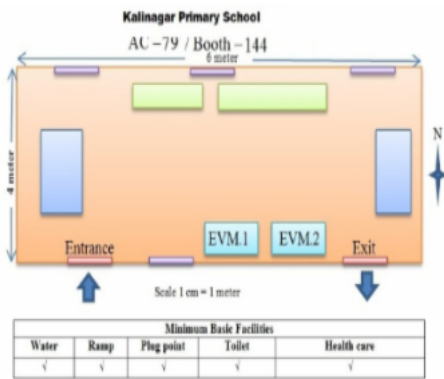 Kalinagar Primary School
AC -79 / Booth -144
6 meter
4 meter
N
EVM.1
EVM.2
Entrance
Exit
Scale 1 cm = 1 meter
Minimum Basic Facilities
Water Ramp Plug point Toilet Health care
√ √ √ √ √